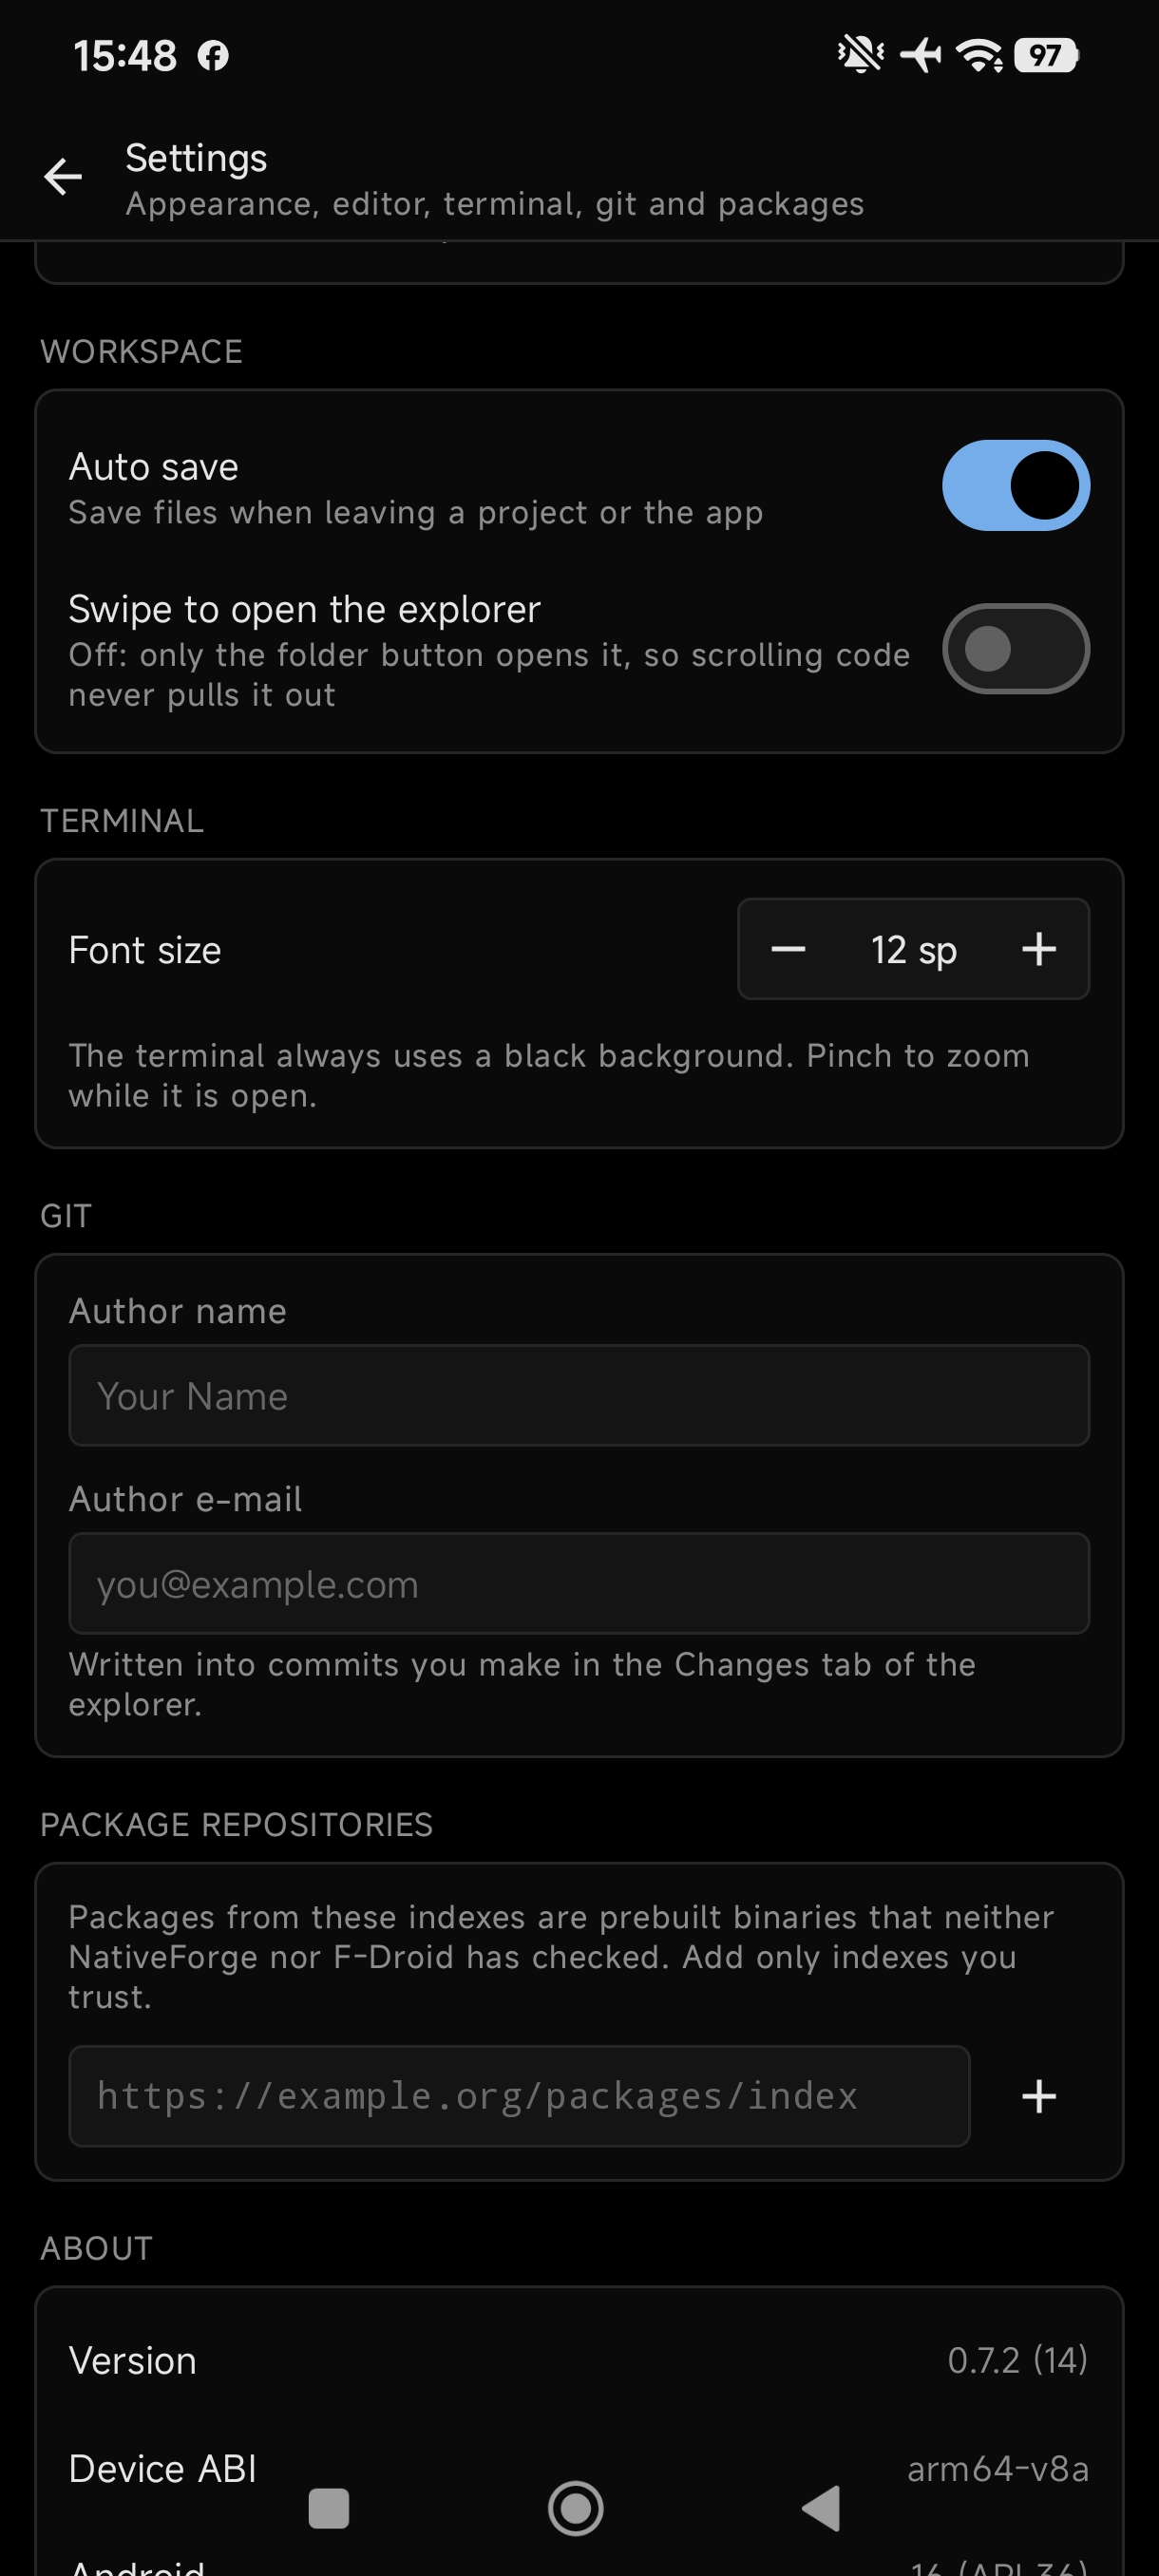 15:48
97
Settings
Appearance, editor, terminal, git and packages
WORKSPACE
Auto save
Save files when leaving a project or the app
Swipe to open the explorer
Off: only the folder button opens it, so scrolling code
never pulls it out
TERMINAL
Font size
12 sp
The terminal always uses a black background. Pinch to zoom
while it is open.
GIT
Author name
Your Name
Author e-mail
you@example.com
Written into commits you make in the Changes tab of the
explorer.
PACKAGE REPOSITORIES
Packages from these indexes are prebuilt binaries that neither
NativeForge nor F-Droid has checked. Add only indexes you
trust.
https://example.org/packages/index
ABOUT
Version
0.7.2 (14)
Device ABI
arm64-v8a
Android
16 (API 36)